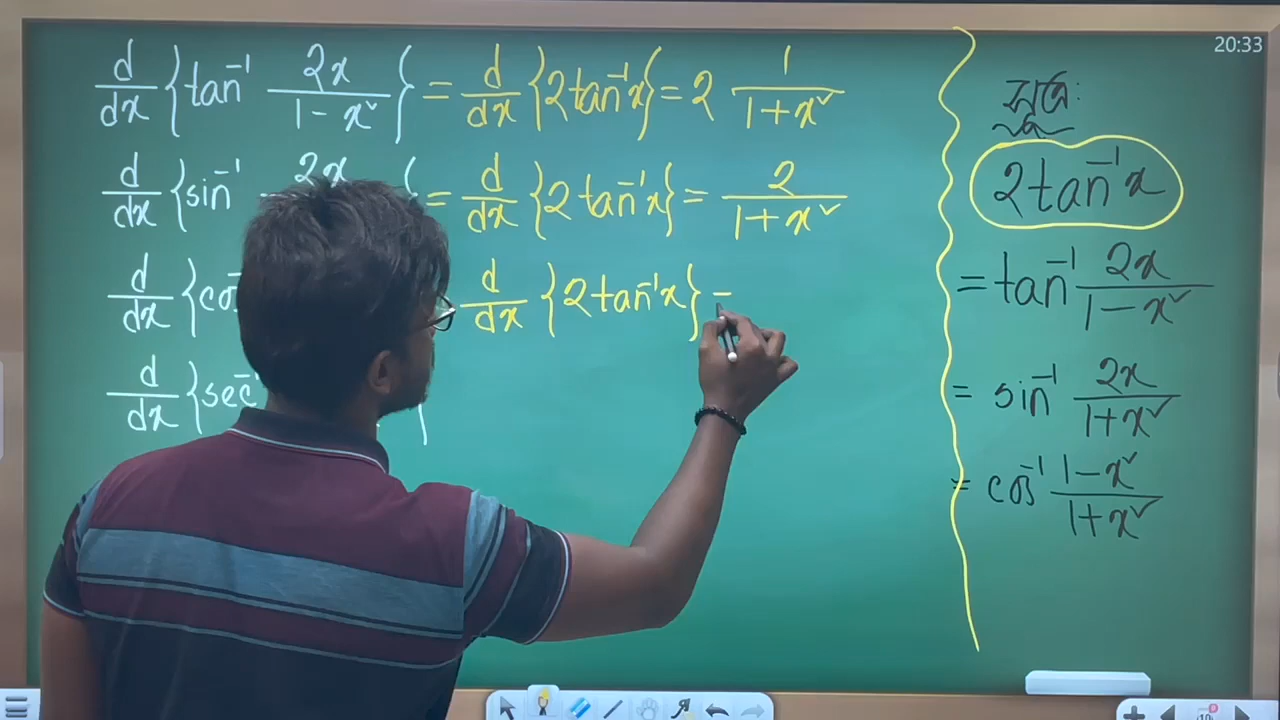 20:33
d/dx {tan⁻¹ 2x/(1-x²)} = d/dx {2tan⁻¹x} = 2 1/(1+x²)
d/dx {sin⁻¹ 2x = d/dx {2tan⁻¹x} = 2/(1+x²)
d/dx {co d/dx {2tan⁻¹x} =
d/dx {sec⁻¹
সূত্র:
2tan⁻¹x
= tan⁻¹ 2x/(1-x²)
= sin⁻¹ 2x/(1+x²)
= cos⁻¹ (1-x²)/(1+x²)